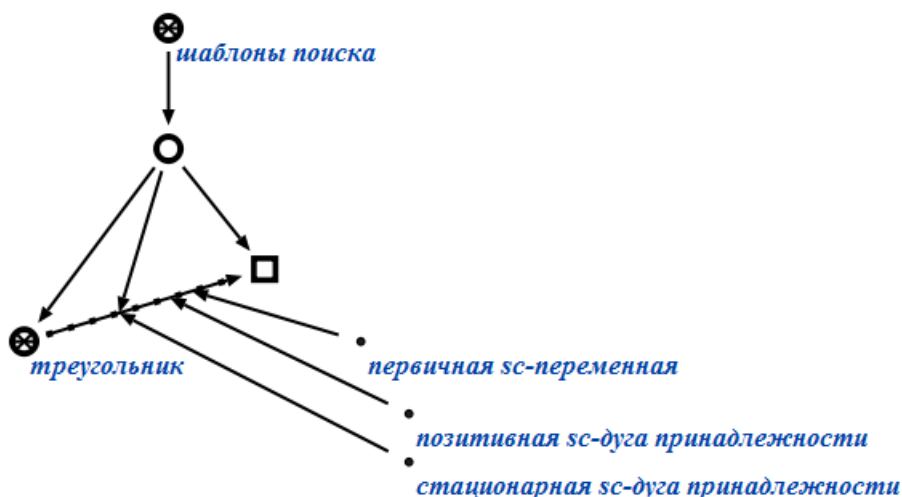 шаблоны поиска
треугольник
первичная sc-переменная
позитивная sc-дуга принадлежности
стационарная sc-дуга принадлежности